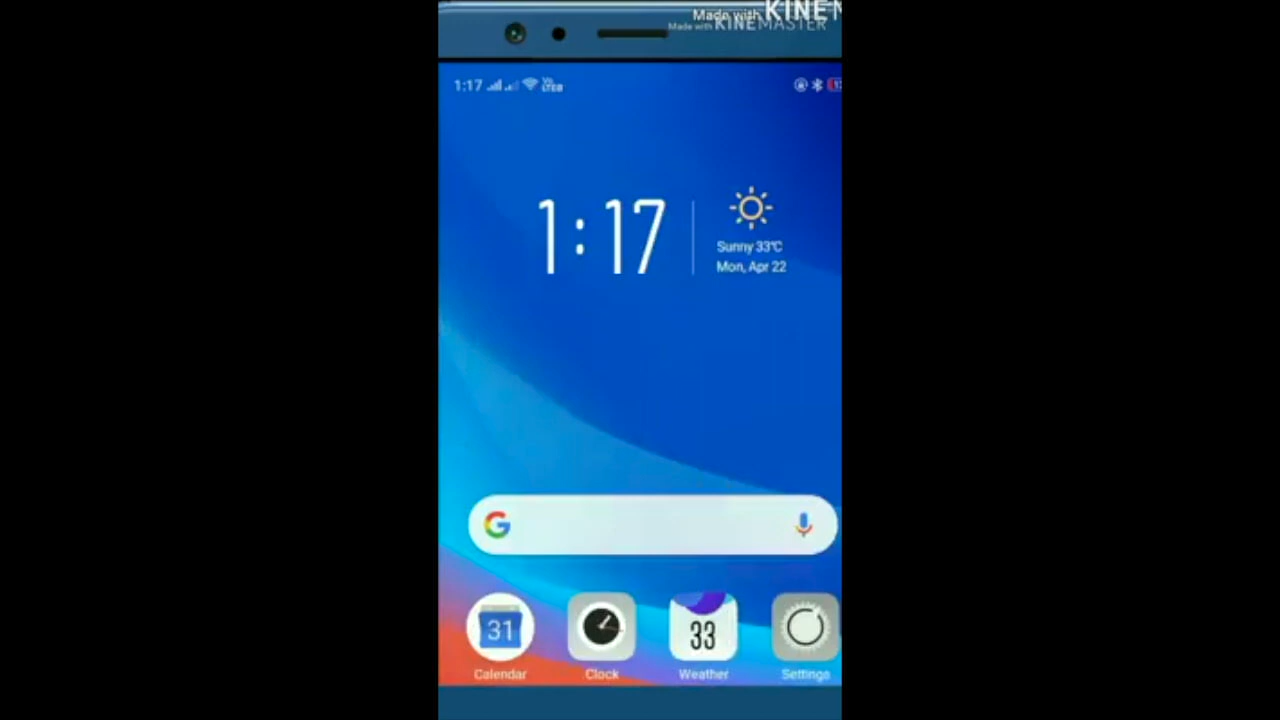 Made with KINEM
Made with KINEMASTER
1:17
1:17
Sunny 33°C
Mon, Apr 22
G
31
33
Calendar
Clock
Weather
Settings